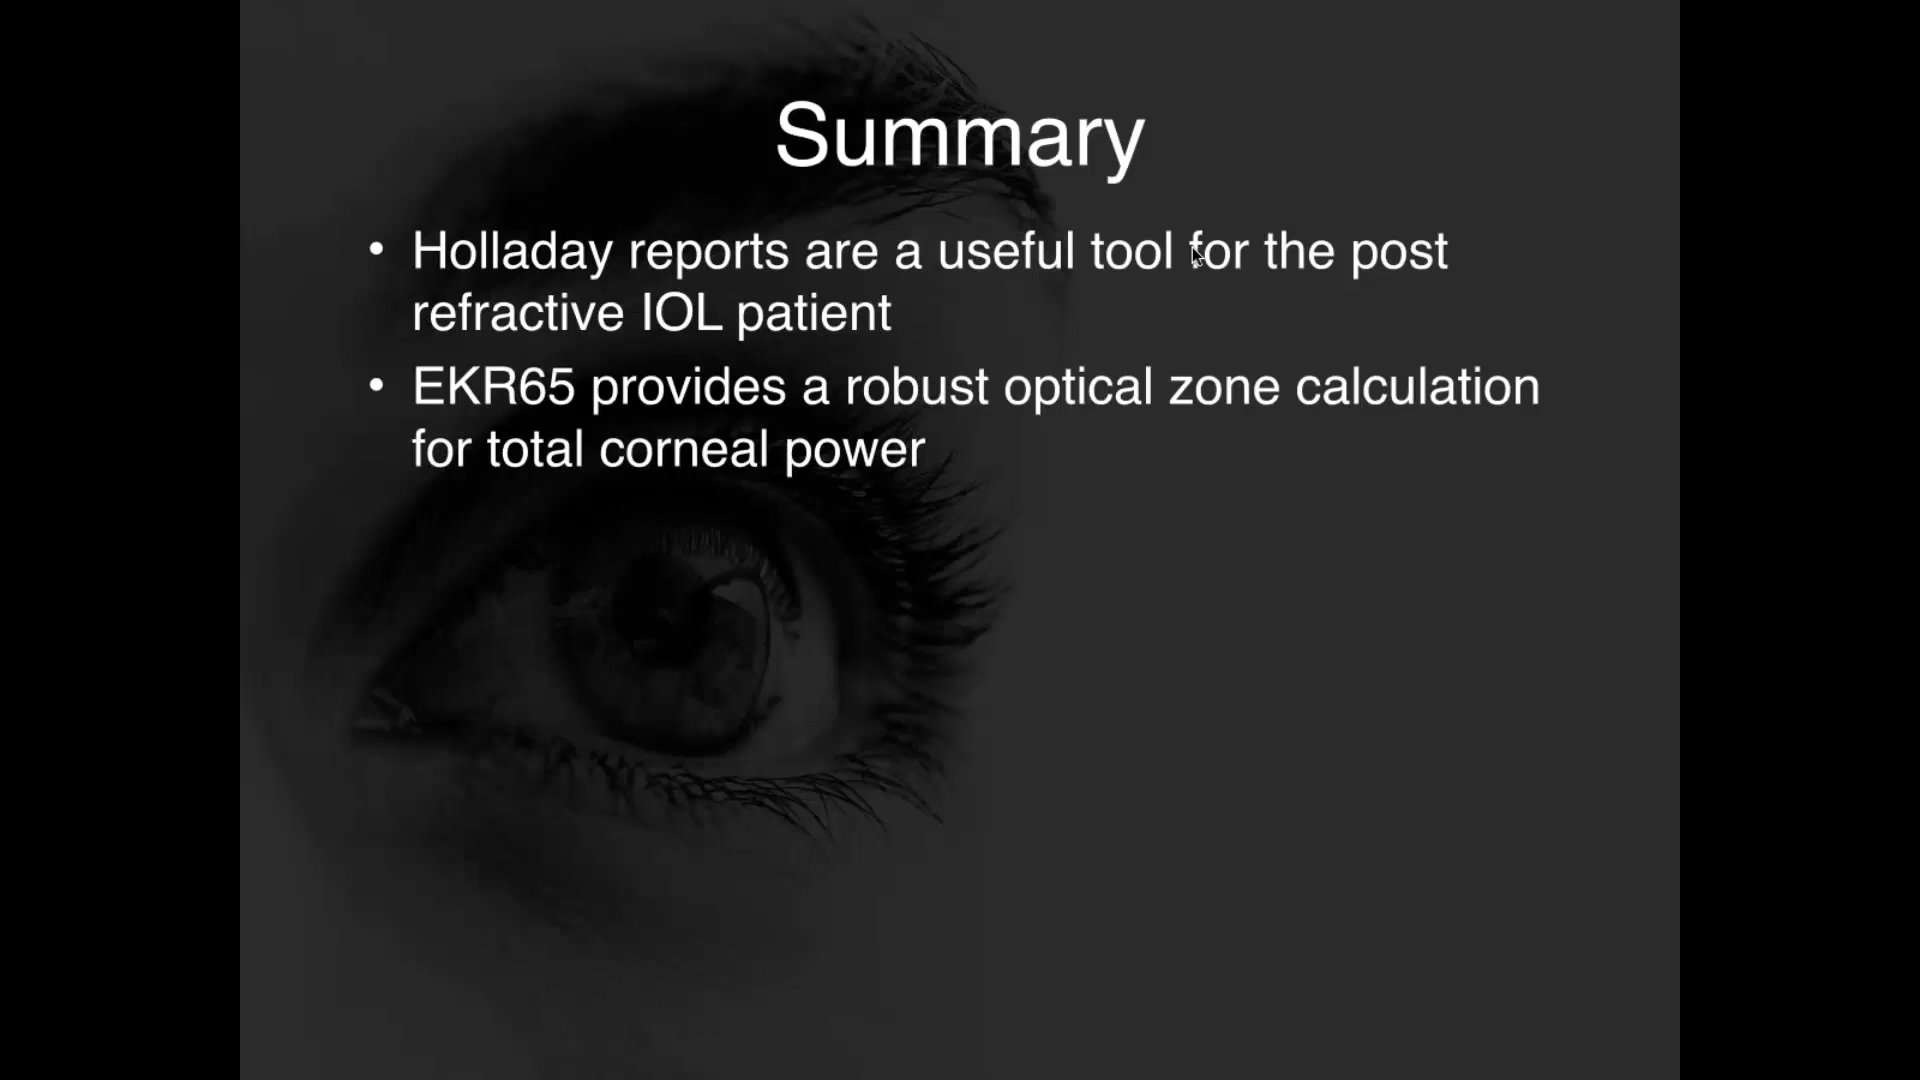 Summary
• Holladay reports are a useful tool for the post
refractive IOL patient
• EKR65 provides a robust optical zone calculation
for total corneal power